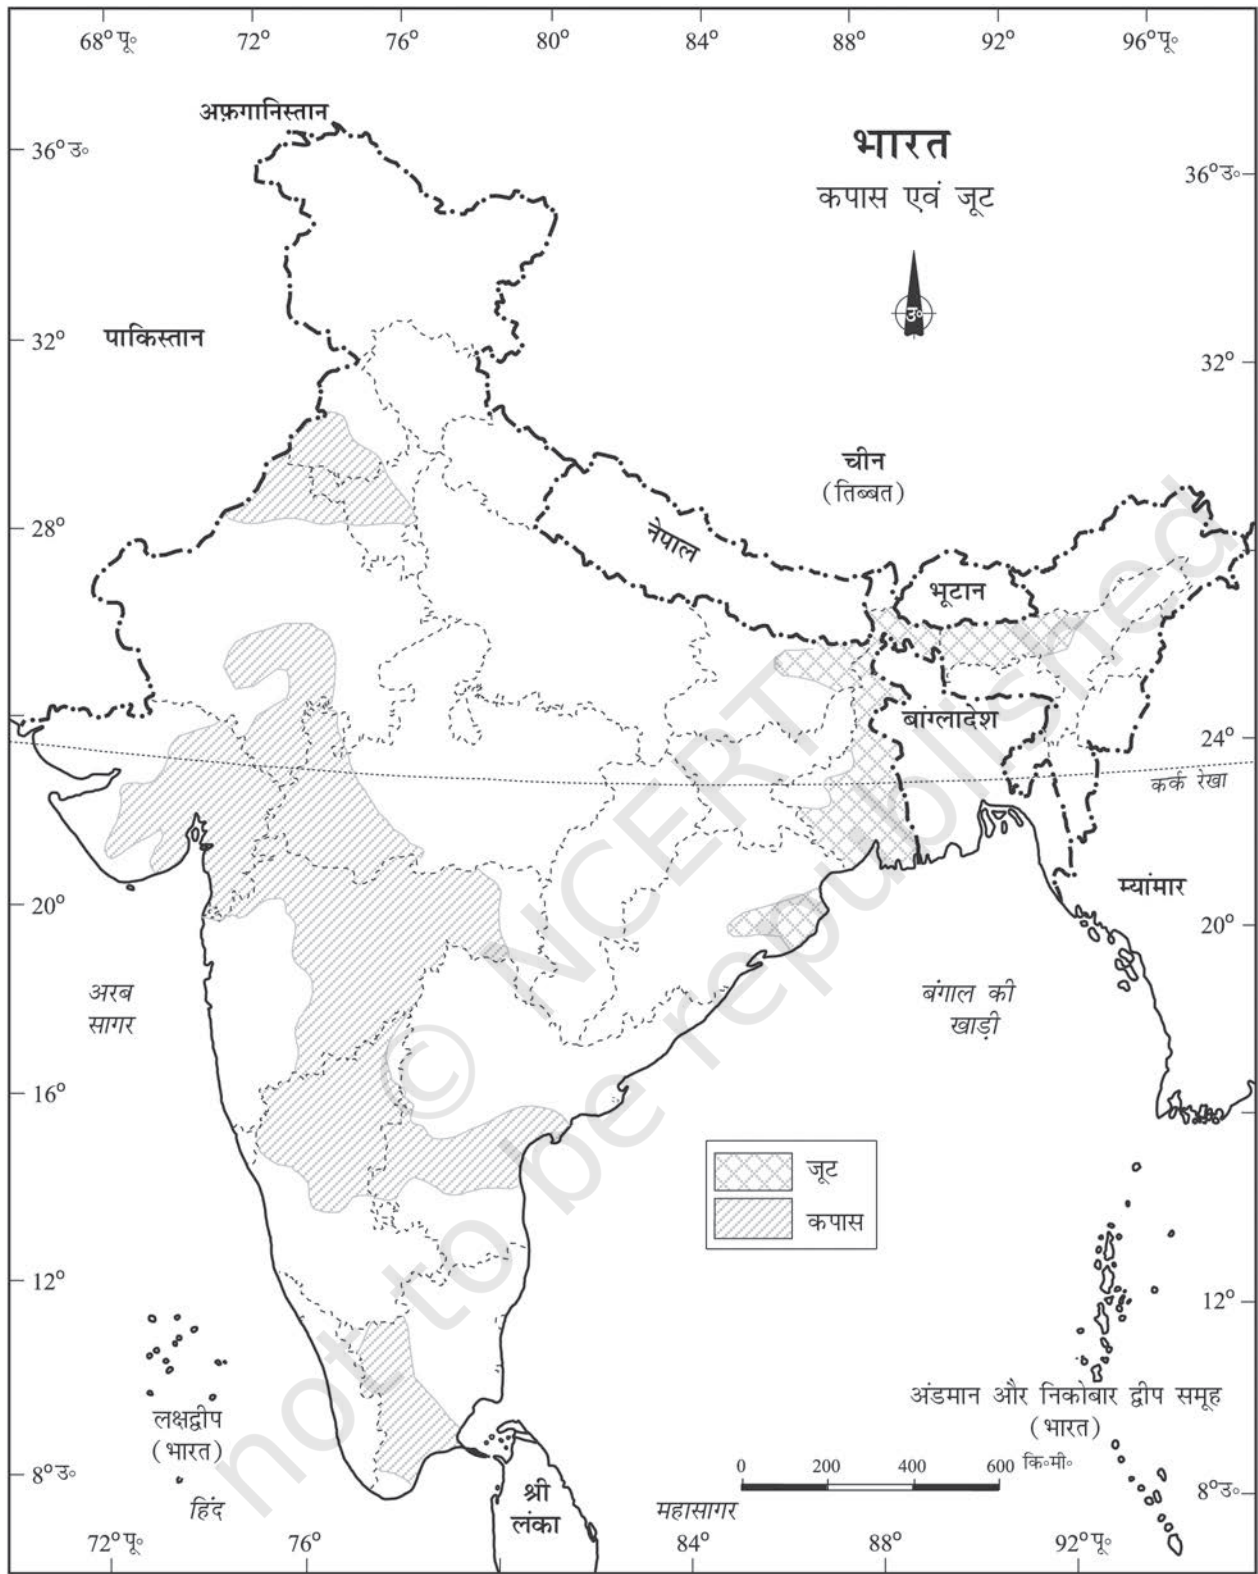 68°पू॰ 72° 76° 80° 84° 88° 92° 96°पू॰
अफ़गानिस्तान
भारत
36°उ॰ 36°उ॰
कपास एवं जूट
उ॰
पाकिस्तान
32° 32°
चीन
(तिब्बत)
28°
नेपाल
भूटान
बांग्लादेश
24°
कर्क रेखा
म्यांमार
20° 20°
अरब
सागर
बंगाल की
खाड़ी
16°
जूट
कपास
12° 12°
अंडमान और निकोबार द्वीप समूह
(भारत)
लक्षद्वीप
(भारत)
0 200 400 600 कि॰मी॰
8°उ॰ 8°उ॰
हिंद
श्री
लंका
महासागर
72°पू॰ 76° 84° 88° 92°पू॰
© NCERT
not to be republished